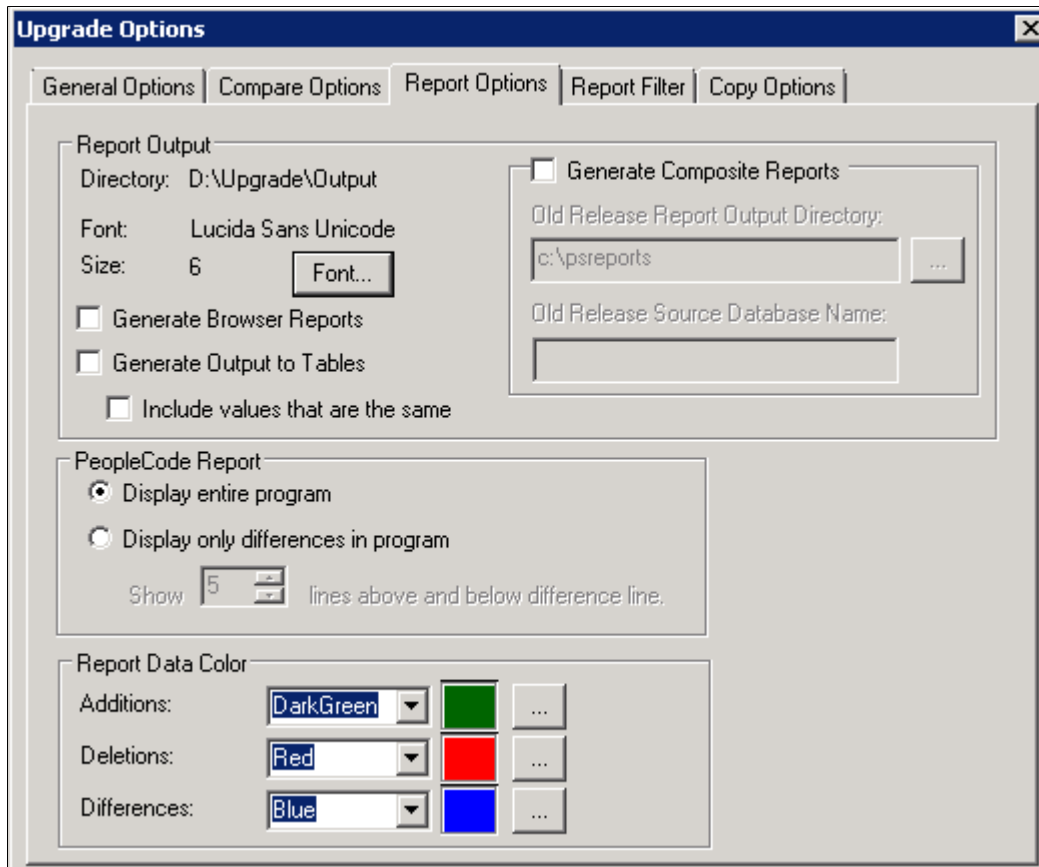 Upgrade Options
General Options
Compare Options
Report Options
Report Filter
Copy Options
Report Output
Directory: D:\Upgrade\Output
Font: Lucida Sans Unicode
Size: 6
Font...
Generate Browser Reports
Generate Output to Tables
Include values that are the same
Generate Composite Reports
Old Release Report Output Directory:
c:\psreports
...
Old Release Source Database Name:
PeopleCode Report
Display entire program
Display only differences in program
Show 5 lines above and below difference line.
Report Data Color
Additions: DarkGreen ...
Deletions: Red ...
Differences: Blue ...